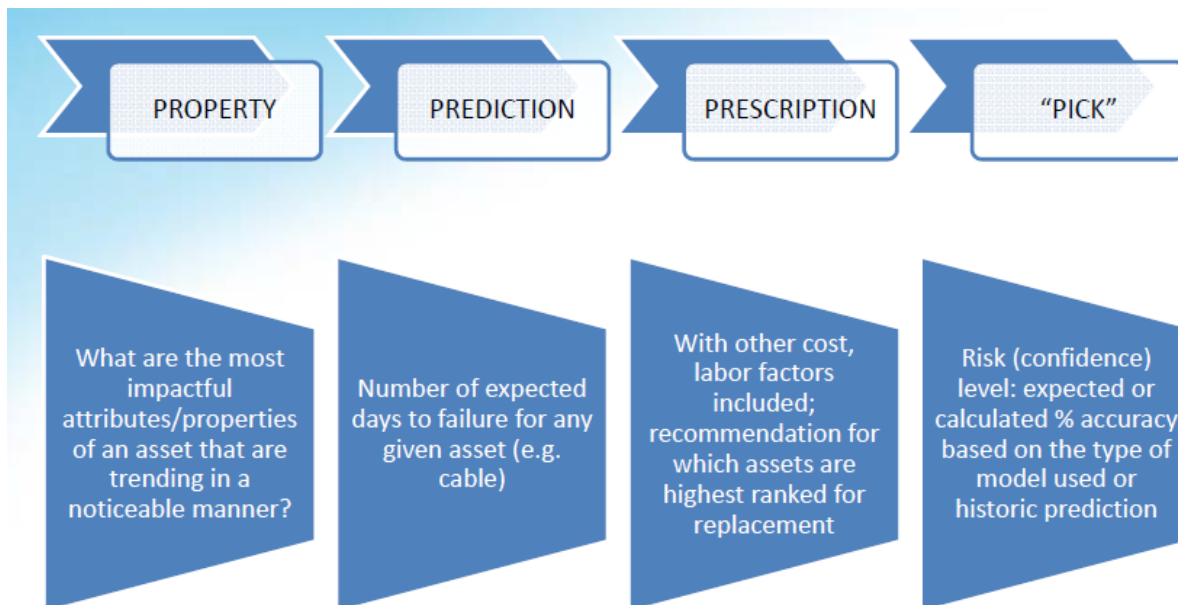 PROPERTY
PREDICTION
PRESCRIPTION
“PICK”
What are the most
impactful
attributes/properties
of an asset that are
trending in a
noticeable manner?
Number of expected
days to failure for any
given asset (e.g.
cable)
With other cost,
labor factors
included;
recommendation for
which assets are
highest ranked for
replacement
Risk (confidence)
level: expected or
calculated % accuracy
based on the type of
model used or
historic prediction